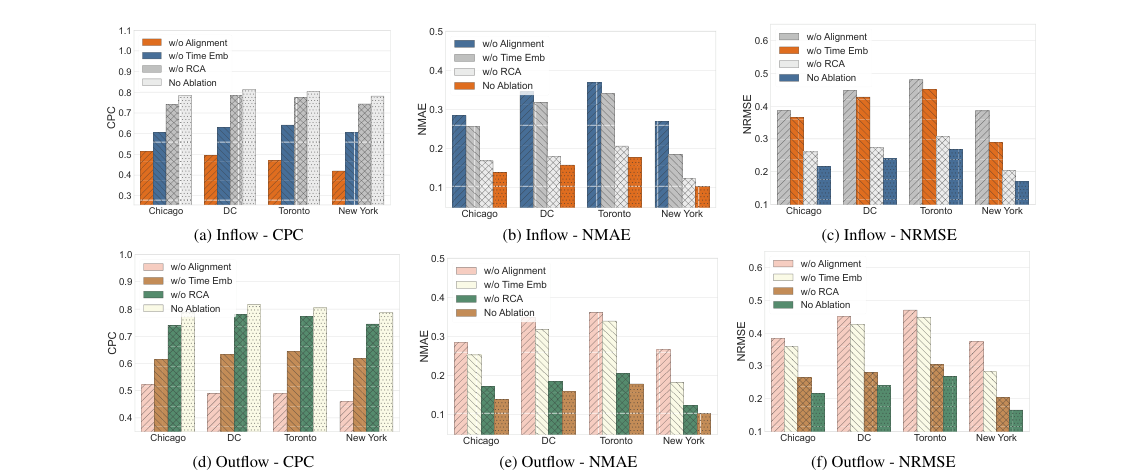 1.1
1.0
0.9
0.8
0.7
0.6
0.5
0.4
0.3
CPC
w/o Alignment
w/o Time Emb
w/o RCA
No Ablation
Chicago DC Toronto New York
(a) Inflow - CPC
0.5
0.4
0.3
0.2
0.1
NMAE
w/o Alignment
w/o Time Emb
w/o RCA
No Ablation
Chicago DC Toronto New York
(b) Inflow - NMAE
0.6
0.5
0.4
0.3
0.2
0.1
NRMSE
w/o Alignment
w/o Time Emb
w/o RCA
No Ablation
Chicago DC Toronto New York
(c) Inflow - NRMSE
1.0
0.9
0.8
0.7
0.6
0.5
0.4
CPC
w/o Alignment
w/o Time Emb
w/o RCA
No Ablation
Chicago DC Toronto New York
(d) Outflow - CPC
0.5
0.4
0.3
0.2
0.1
NMAE
w/o Alignment
w/o Time Emb
w/o RCA
No Ablation
Chicago DC Toronto New York
(e) Outflow - NMAE
0.6
0.5
0.4
0.3
0.2
0.1
NRMSE
w/o Alignment
w/o Time Emb
w/o RCA
No Ablation
Chicago DC Toronto New York
(f) Outflow - NRMSE